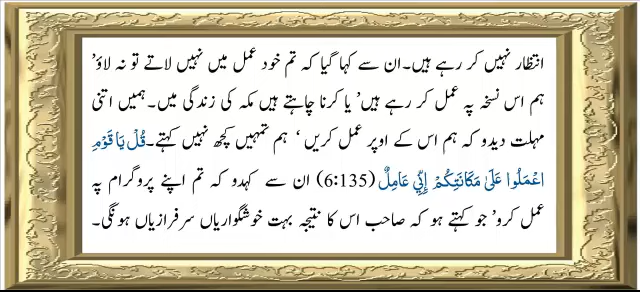 انتظار نہیں کر رہے ہیں۔ان سے کہا گیا کہ تم خود عمل میں نہیں لاتے تو نہ لاؤ’
ہم اس نسخہ پہ عمل کر رہے ہیں’ یا کرنا چاہتے ہیں مکہ کی زندگی میں۔ہمیں اتنی
مہلت دیدو کہ ہم اس کے اوپر عمل کریں ‘ ہم تمہیں کچھ نہیں کہتے۔قُلْ يَا قَوْمِ
اعْمَلُوا عَلَىٰ مَكَانَتِكُمْ إِنِّي عَامِلٌ (6:135) ان سے کہدو کہ تم اپنے پروگرام پہ
عمل کرو’ جو کہتے ہو کہ صاحب اس کا نتیجہ بہت خوشگواریاں سرفرازیاں ہونگی۔